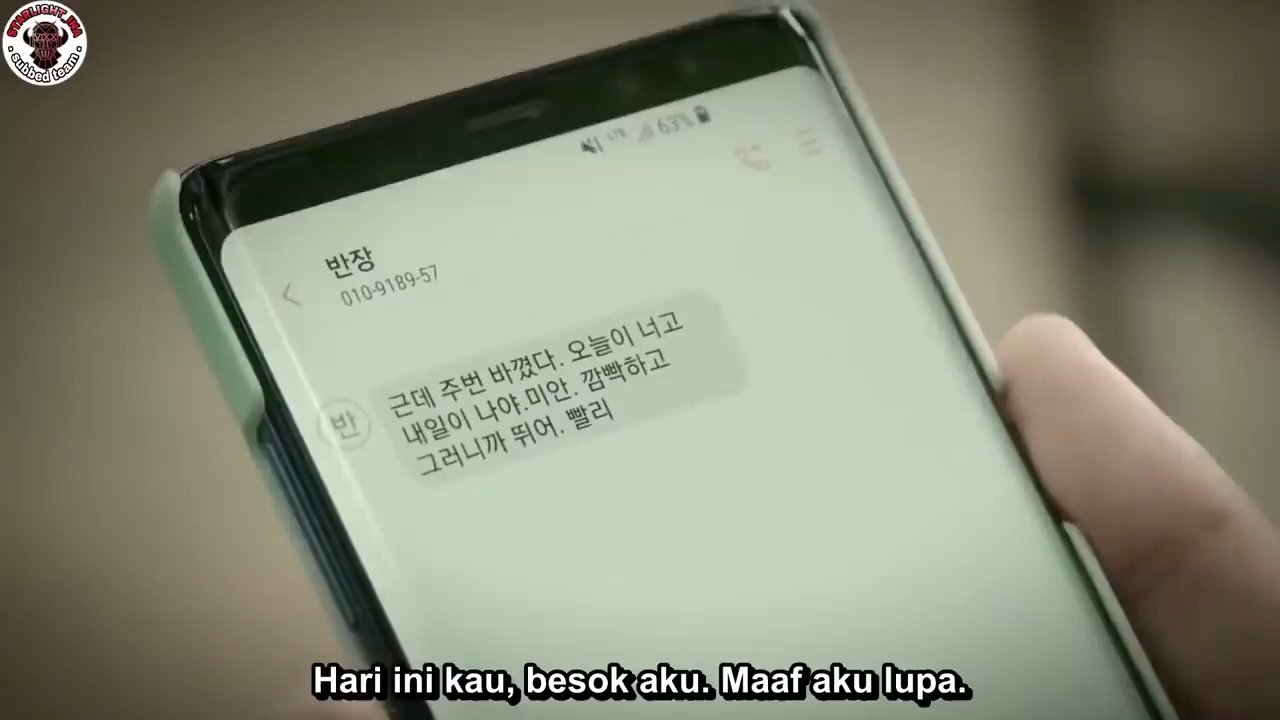 STARLIGHT_INA
subbed team
LTE 63%
반장
010-9189-57
근데 주번 바꼈다. 오늘이 너고
내일이 나야.미안. 깜빡하고
그러니까 뛰어. 빨리
반
Hari ini kau, besok aku. Maaf aku lupa.